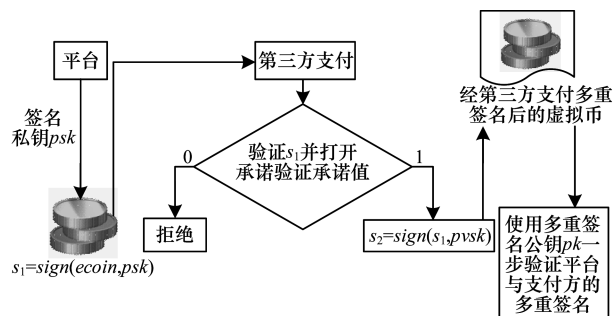 平台
签名
私钥psk
s1=sign(ecoin,psk)
第三方支付
验证s1并打开
承诺验证承诺值
0
1
拒绝
s2=sign(s1,pvsk)
经第三方支付多重
签名后的虚拟币
使用多重签
名公钥pk一
步验证平台
与支付方的
多重签名